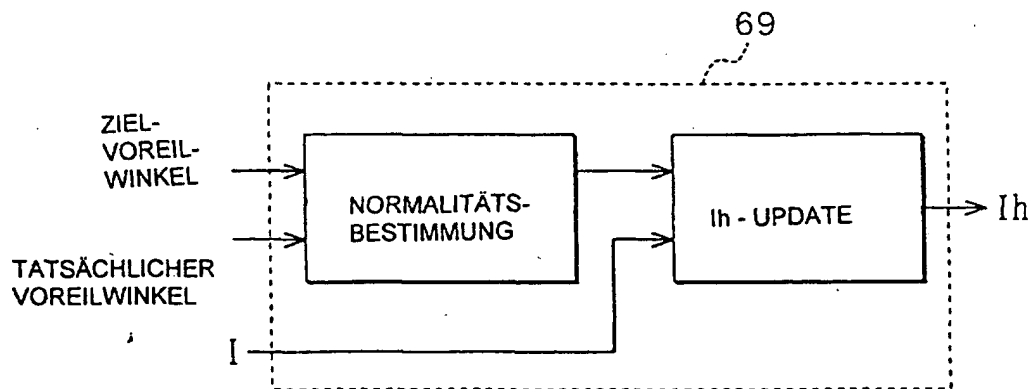 69
ZIEL-
VOREIL-
WINKEL
NORMALITÄTS-
BESTIMMUNG
Ih - UPDATE
Ih
TATSÄCHLICHER
VOREILWINKEL
I